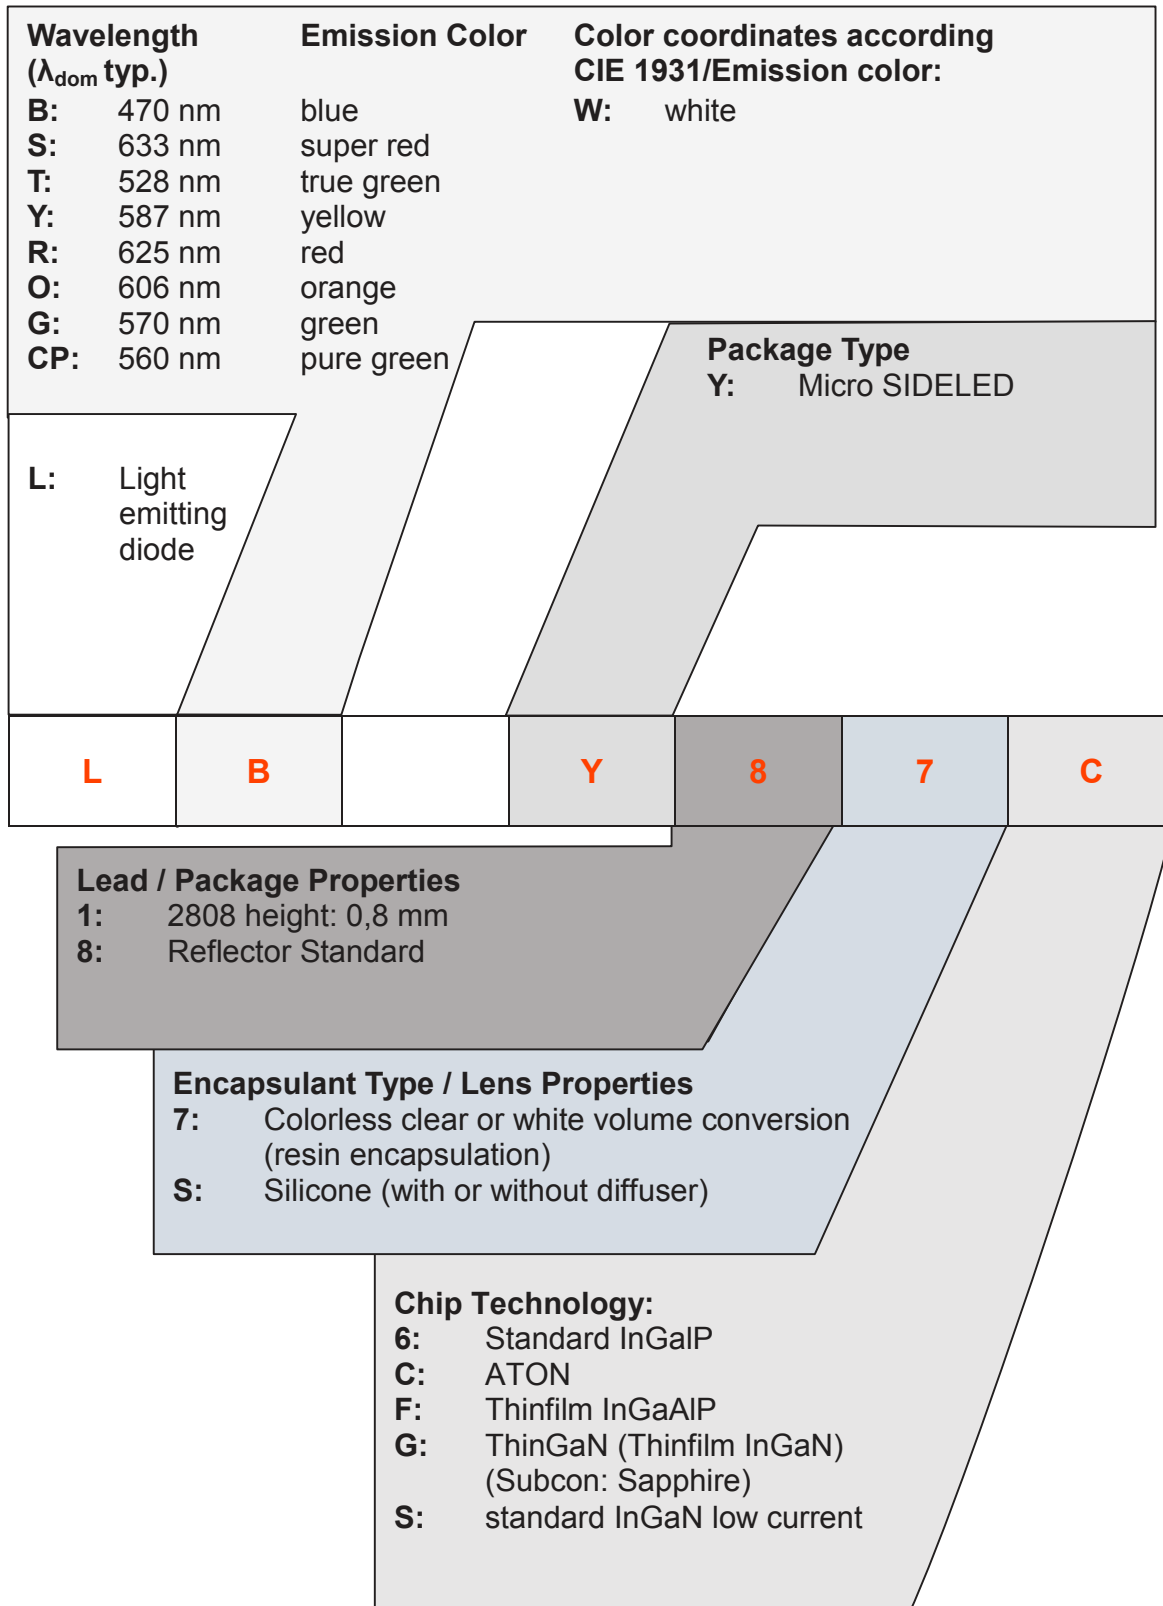 Wavelength Emission Color Color coordinates according
(λdom typ.) CIE 1931/Emission color:
B: 470 nm blue W: white
S: 633 nm super red
T: 528 nm true green
Y: 587 nm yellow
R: 625 nm red
O: 606 nm orange
G: 570 nm green
CP: 560 nm pure green
Package Type
Y: Micro SIDELED
L: Light
emitting
diode
L B Y 8 7 C
Lead / Package Properties
1: 2808 height: 0,8 mm
8: Reflector Standard
Encapsulant Type / Lens Properties
7: Colorless clear or white volume conversion
(resin encapsulation)
S: Silicone (with or without diffuser)
Chip Technology:
6: Standard InGalP
C: ATON
F: Thinfilm InGaAlP
G: ThinGaN (Thinfilm InGaN)
(Subcon: Sapphire)
S: standard InGaN low current